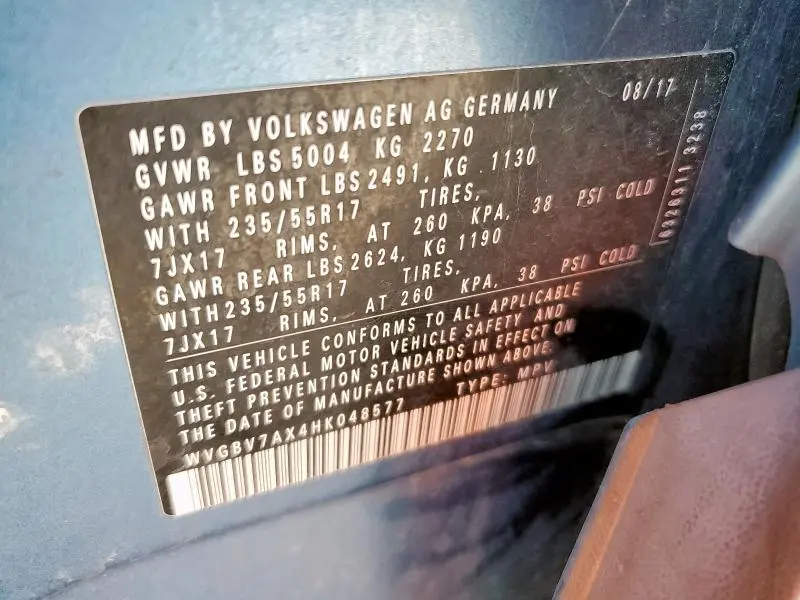 MFD BY VOLKSWAGEN AG GERMANY 08/17
GVWR LBS 5004 KG 2270
GAWR FRONT LBS 2491, KG . 1130
WITH 235/55R17 TIRES,
7JX17 RIMS, AT 260 KPA, 38 PSI COLD
GAWR REAR LBS 2624, KG 1190
WITH 235/55R17 TIRES,
7JX17 RIMS, AT 260 KPA, 38 PSI COLD
THIS VEHICLE CONFORMS TO ALL APPLICABLE
U.S. FEDERAL MOTOR VEHICLE SAFETY AND
THEFT PREVENTION STANDARDS IN EFFECT ON
THE DATE OF MANUFACTURE SHOWN ABOVE.
WVGBV7AX4HK048577 TYPE: MPV